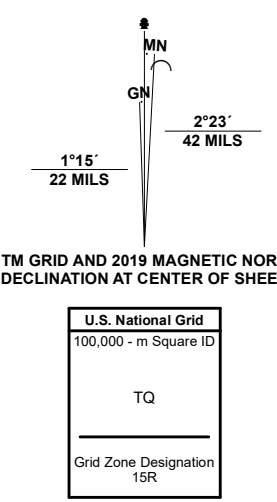 MN
GN
2°23´
42 MILS
1°15´
22 MILS
TM GRID AND 2019 MAGNETIC NOR
DECLINATION AT CENTER OF SHEE
U.S. National Grid
100,000 - m Square ID
TQ
Grid Zone Designation
15R